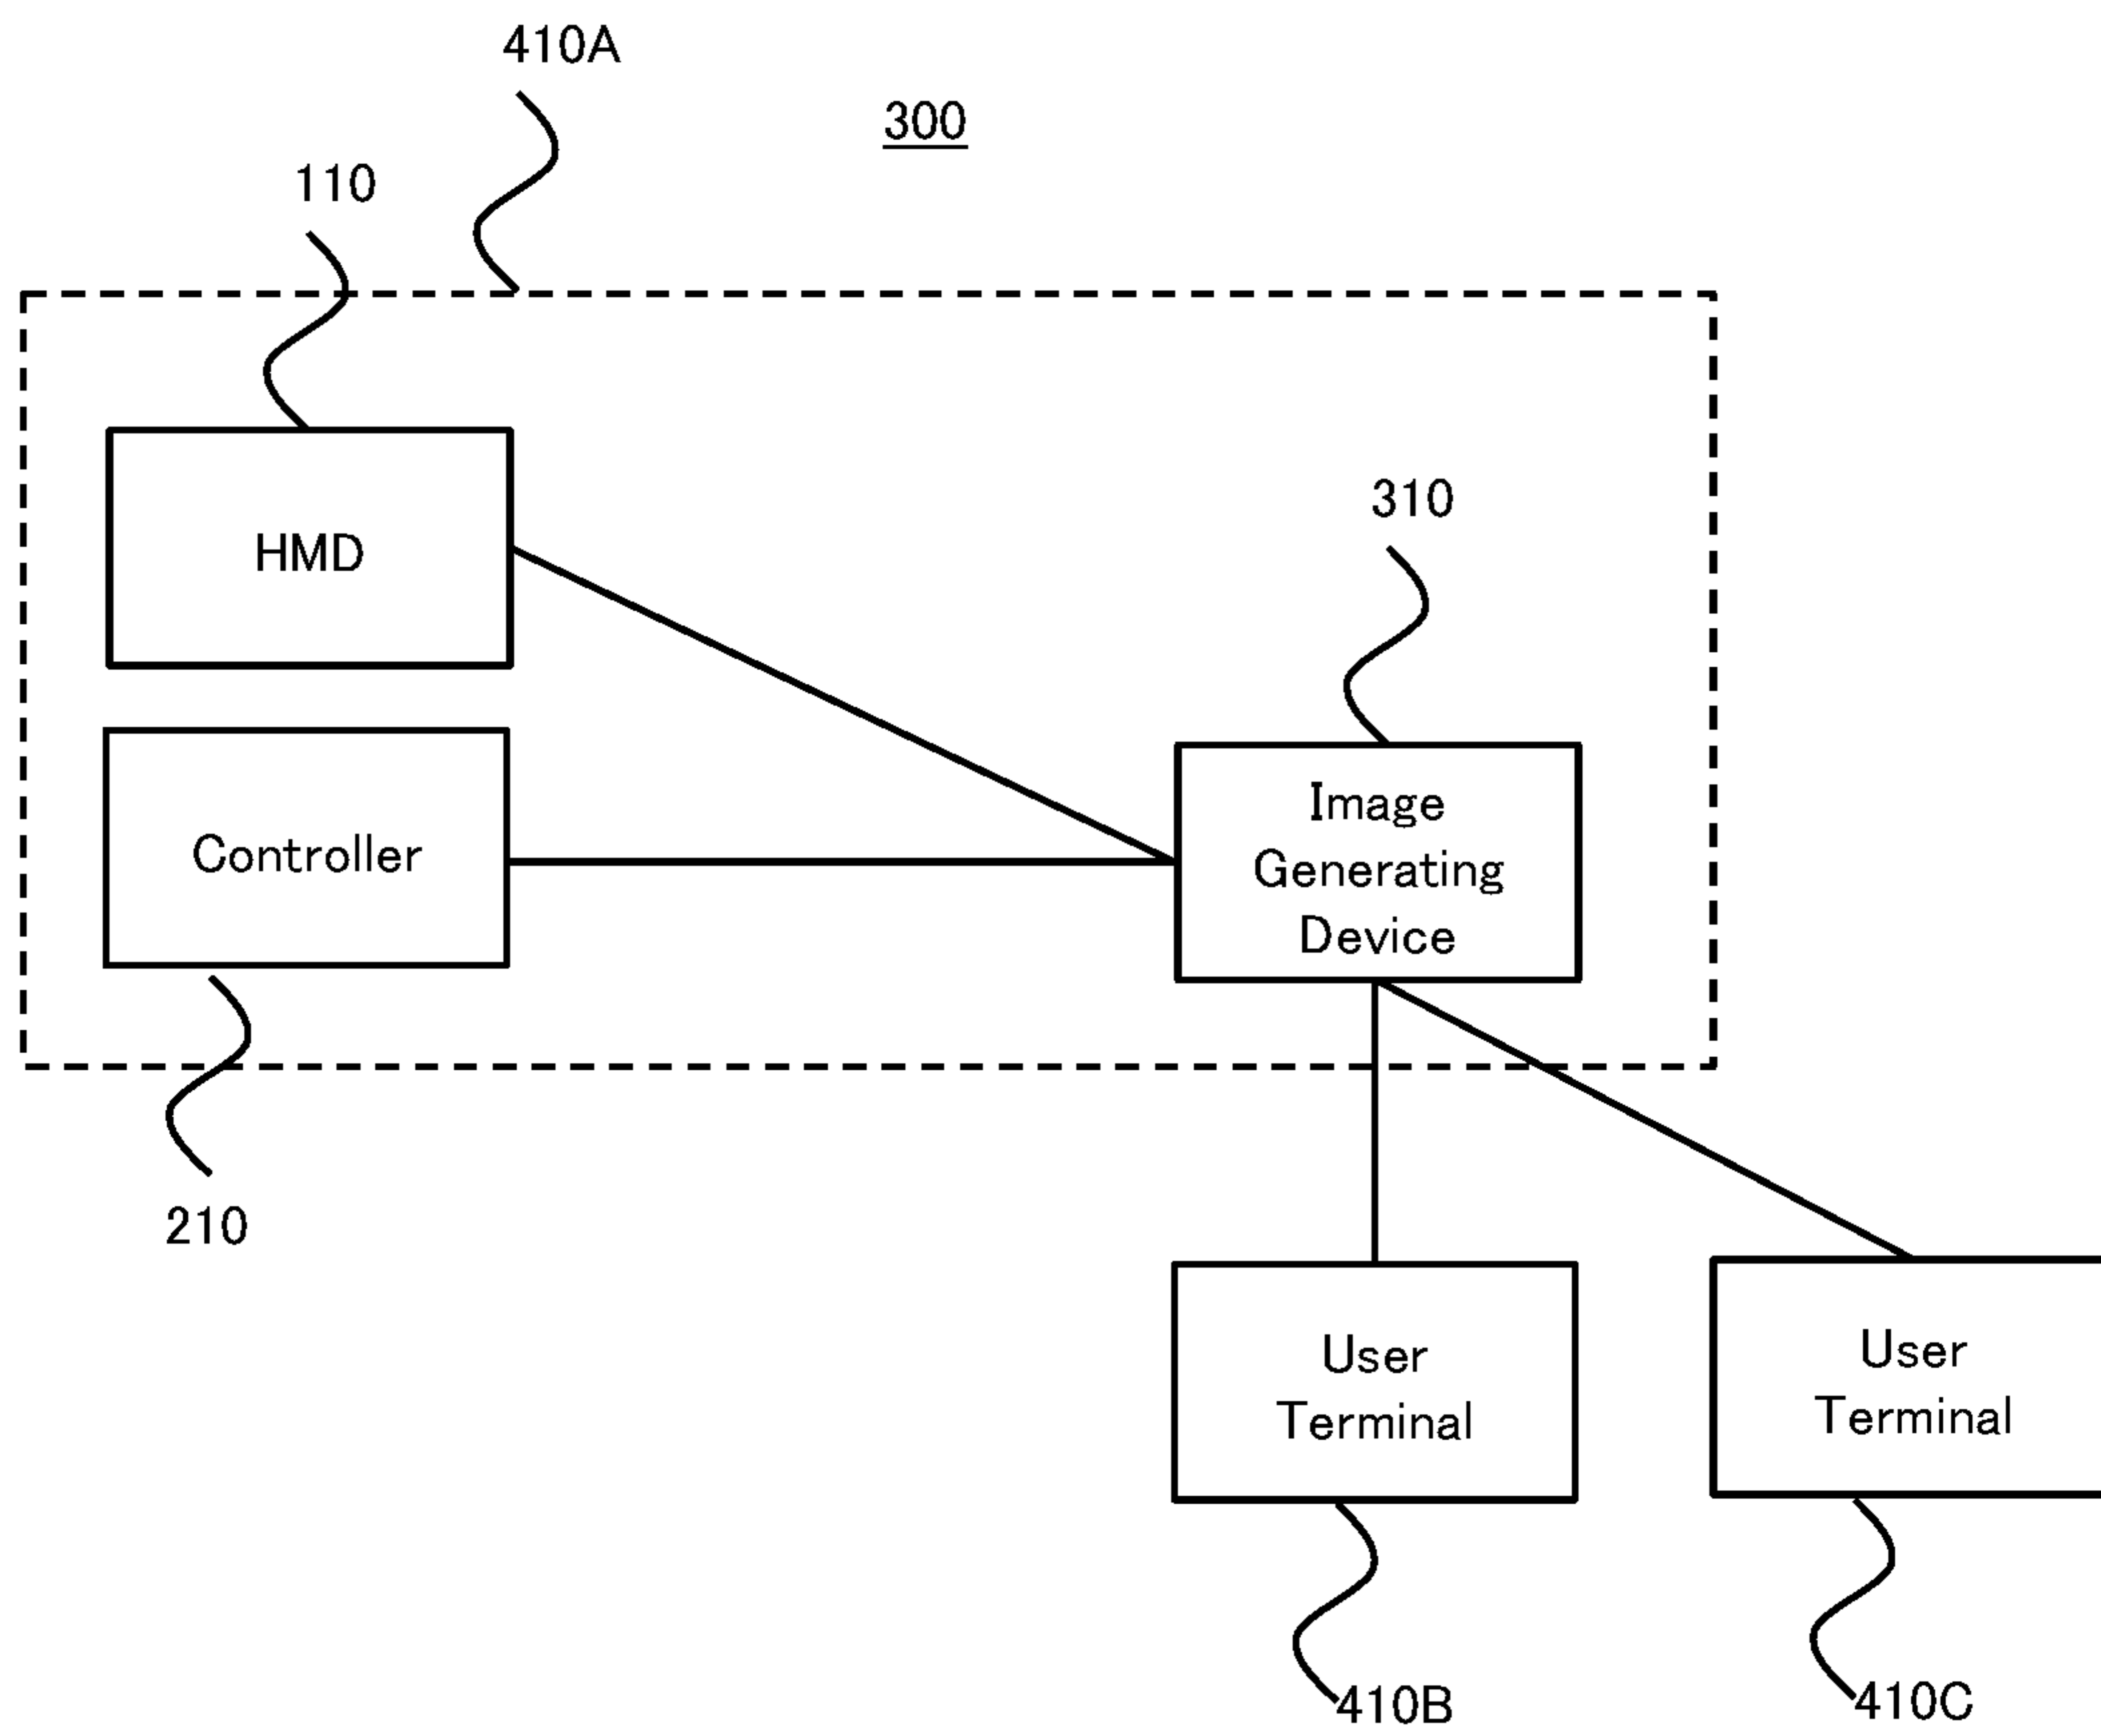 410A
300
110
310
HMD
Image
Generating
Device
Controller
210
User
Terminal
User
Terminal
410B
410C